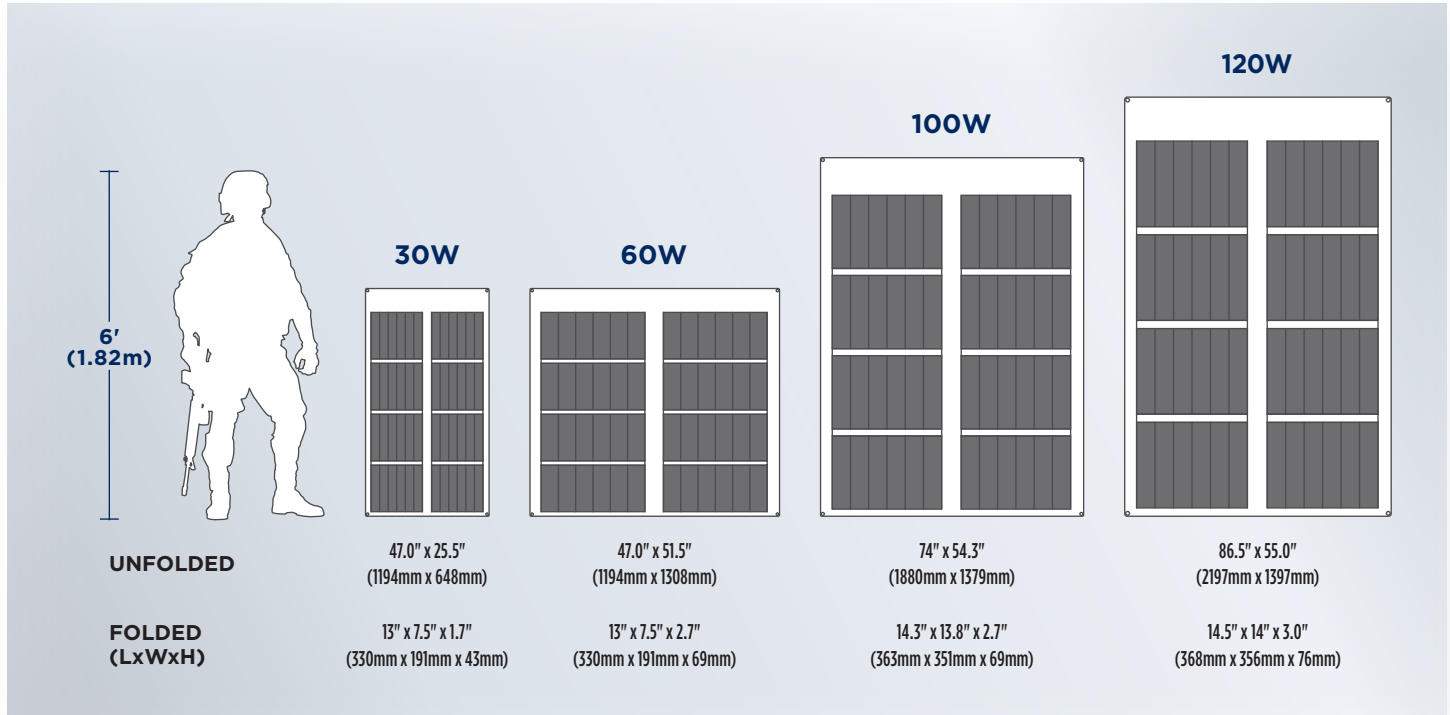 120W
100W
30W
60W
6'
(1.82m)
UNFOLDED
47.0" x 25.5"
(1194mm x 648mm)
47.0" x 51.5"
(1194mm x 1308mm)
74" x 54.3"
(1880mm x 1379mm)
86.5" x 55.0"
(2197mm x 1397mm)
FOLDED
(LxWxH)
13" x 7.5" x 1.7"
(330mm x 191mm x 43mm)
13" x 7.5" x 2.7"
(330mm x 191mm x 69mm)
14.3" x 13.8" x 2.7"
(363mm x 351mm x 69mm)
14.5" x 14" x 3.0"
(368mm x 356mm x 76mm)